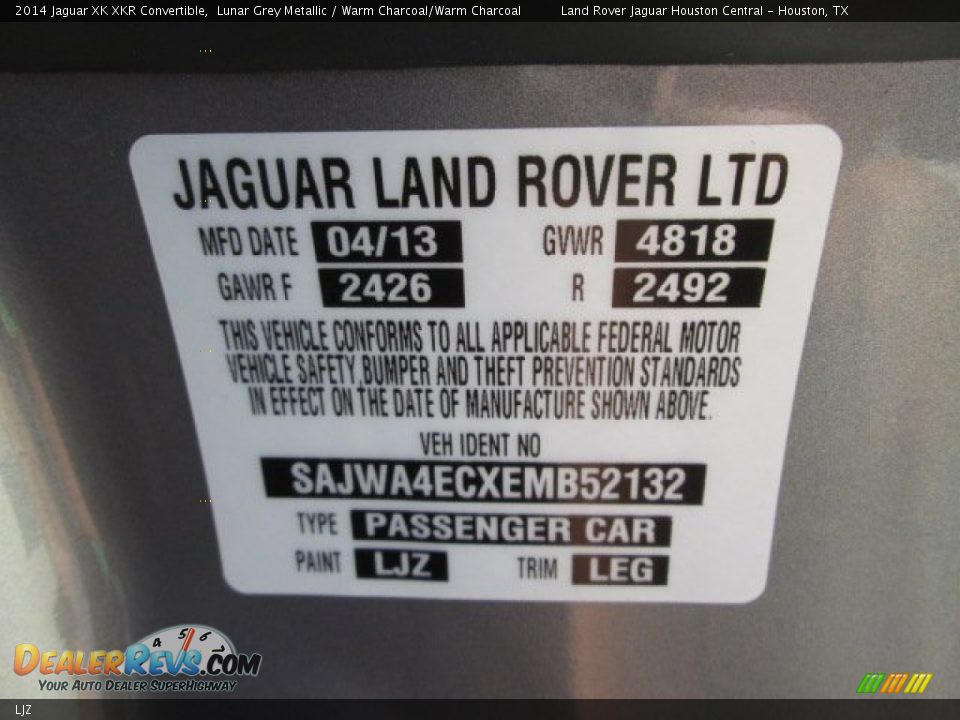 2014 Jaguar XK XKR Convertible, Lunar Grey Metallic / Warm Charcoal/Warm Charcoal Land Rover Jaguar Houston Central - Houston, TX
JAGUAR LAND ROVER LTD
MFD DATE 04/13 GVWR 4818
GAWR F 2426 R 2492
THIS VEHICLE CONFORMS TO ALL APPLICABLE FEDERAL MOTOR
VEHICLE SAFETY, BUMPER AND THEFT PREVENTION STANDARDS
IN EFFECT ON THE DATE OF MANUFACTURE SHOWN ABOVE.
VEH IDENT NO
SAJWA4ECXEMB52132
TYPE PASSENGER CAR
PAINT LJZ TRIM LEG
4 5 6
DEALERREVS.COM
YOUR AUTO DEALER SUPERHIGHWAY
LJZ